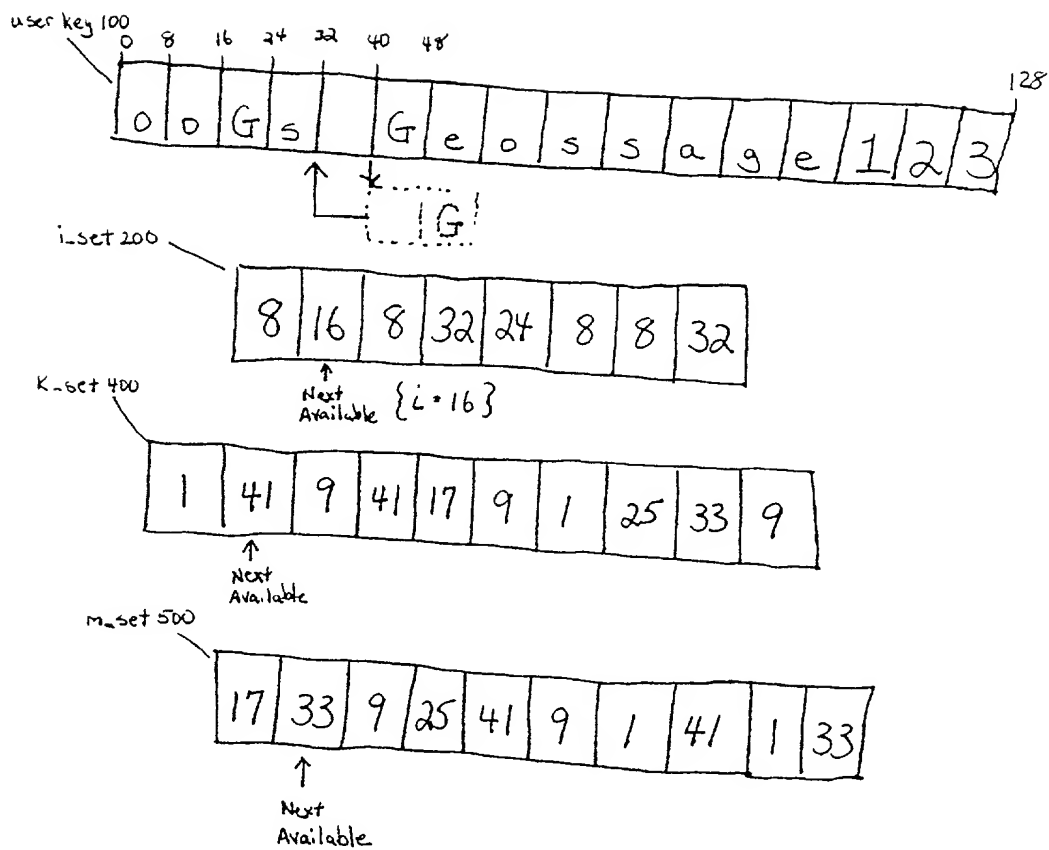 user key 100
0 8 16 24 32 40 48 128
o o G s G e o s s a g e 1 2 3
G
i_set 200
8 16 8 32 24 8 8 32
Next
Available {i = 16}
K_set 400
1 41 9 41 17 9 1 25 33 9
Next
Available
m_set 500
17 33 9 25 41 9 1 41 1 33
Next
Available